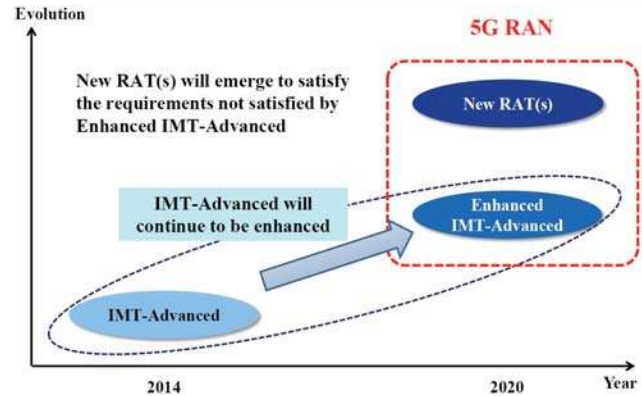 Evolution
5G RAN
New RAT(s) will emerge to satisfy
the requirements not satisfied by
Enhanced IMT-Advanced
New RAT(s)
IMT-Advanced will
continue to be enhanced
Enhanced
IMT-Advanced
IMT-Advanced
2014
2020
Year